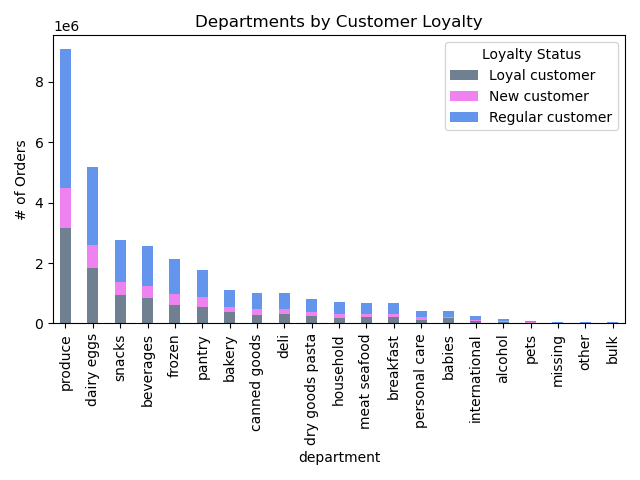 Departments by Customer Loyalty
1e6
Loyalty Status
Loyal customer
New customer
Regular customer
8
6
4
2
0
# of Orders
produce
dairy eggs
snacks
beverages
frozen
pantry
bakery
canned goods
deli
dry goods pasta
household
meat seafood
breakfast
personal care
babies
international
alcohol
pets
missing
other
bulk
department